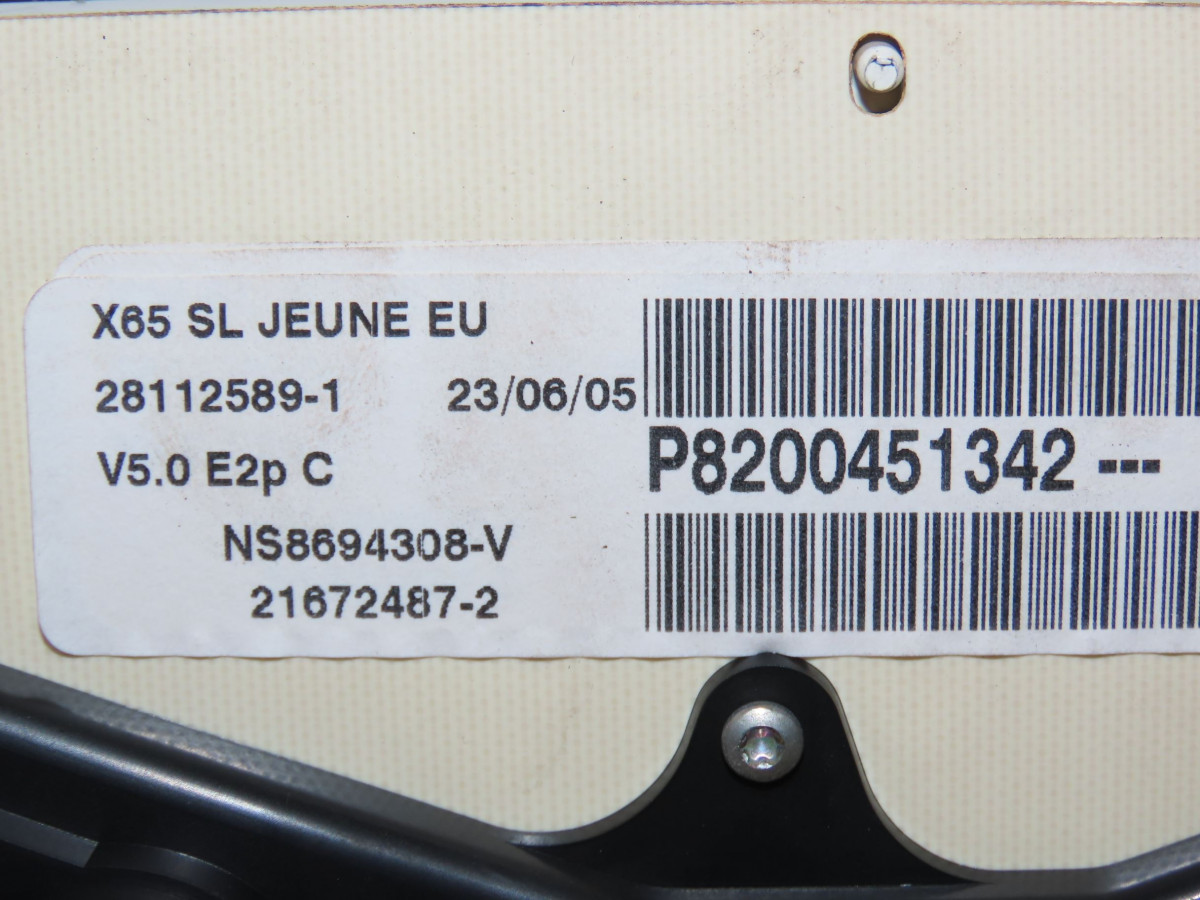 X65 SL JEUNE EU
28112589-1 23/06/05
V5.0 E2p C
P8200451342 ---
NS8694308-V
21672487-2